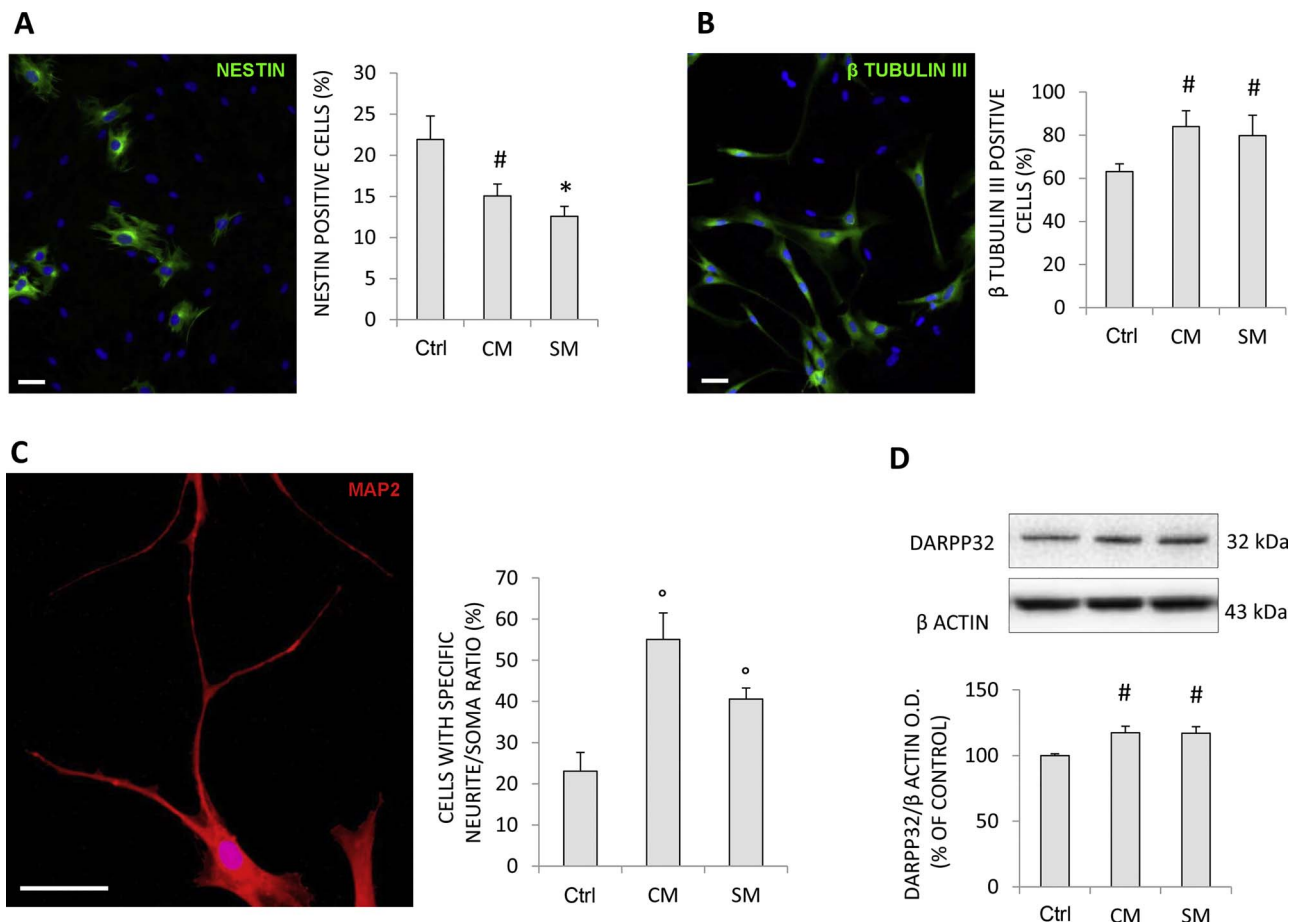 A
NESTIN
NESTIN POSITIVE CELLS (%)
30
25
20
15
10
5
0
#
*
Ctrl CM SM
B
β TUBULIN III
β TUBULIN III POSITIVE
CELLS (%)
100
80
60
40
20
0
# #
Ctrl CM SM
C
MAP2
CELLS WITH SPECIFIC
NEURITE/SOMA RATIO (%)
70
60
50
40
30
20
10
0
°
°
Ctrl CM SM
D
DARPP32 32 kDa
β ACTIN 43 kDa
DARPP32/β ACTIN O.D.
(% OF CONTROL)
150
100
50
0
# #
Ctrl CM SM